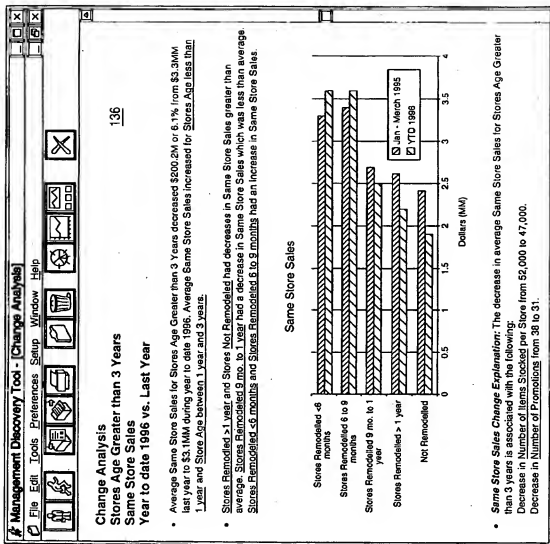 Management Discovery Tool - [Change Analysis]
File Edit Tools Preferences Setup Window Help
Change Analysis
Stores Age Greater than 3 Years
Same Store Sales
Year to date 1996 vs. Last Year
136
• Average Same Store Sales for Stores Age Greater than 3 Years decreased $200.2M or 6.1% from $3.3MM
last year to $3.1MM during year to date 1996. Average Same Store Sales increased for Stores Age less than
1 year and Store Age between 1 year and 3 years.
• Stores Remodled >1 year and Stores Not Remodeled had decreases in Same Store Sales greater than
average. Stores Remodeled 9 mo. to 1 year had a decrease in Same Store Sales which was less than average.
Stores Remodeled <6 months and Stores Remodeled 6 to 9 months had an Increase in Same Store Sales.
Same Store Sales
Stores Remodelled <6
months
Stores Remodelled 6 to 9
months
Stores Remodelled 9 mo. to 1
year
Stores Remodelled > 1 year
Not Remodelled
Jan - March 1995
YTD 1996
0 0.5 1 1.5 2 2.5 3 3.5 4
Dollars (MM)
• Same Store Sales Change Explanation: The decrease in average Same Store Sales for Stores Age Greater
than 3 years is associated with the following:
Decrease in Number of Items Stocked per Store from 52,000 to 47,000.
Decrease in Number of Promotions from 38 to 31.